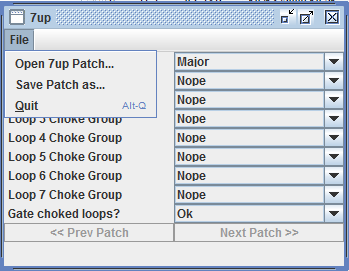 7up
File
Open 7up Patch...
Save Patch as...
Quit Alt-Q
Major
Nope
Nope
Loop 3 Choke Group Nope
Loop 4 Choke Group Nope
Loop 5 Choke Group Nope
Loop 6 Choke Group Nope
Loop 7 Choke Group Nope
Gate choked loops? Ok
<< Prev Patch Next Patch >>